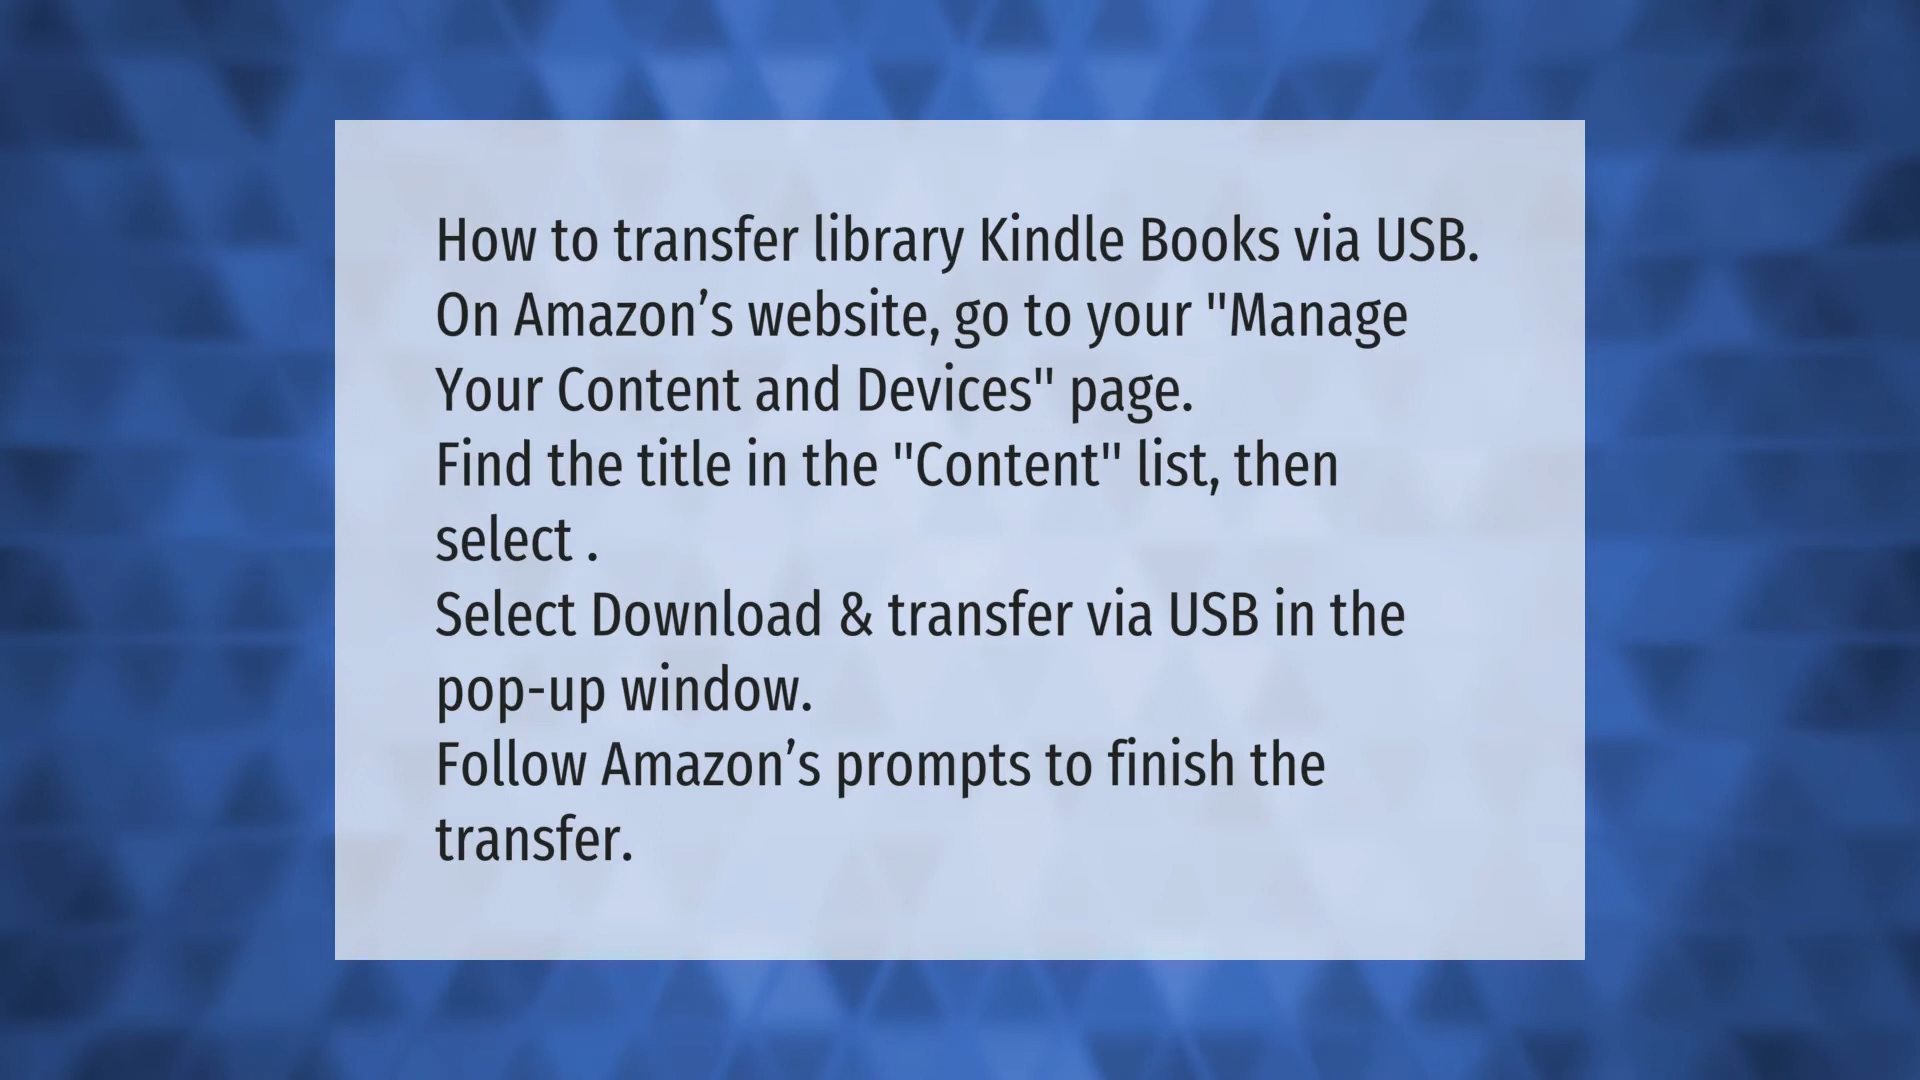 How to transfer library Kindle Books via USB.
On Amazon’s website, go to your "Manage
Your Content and Devices" page.
Find the title in the "Content" list, then
select .
Select Download & transfer via USB in the
pop-up window.
Follow Amazon’s prompts to finish the
transfer.